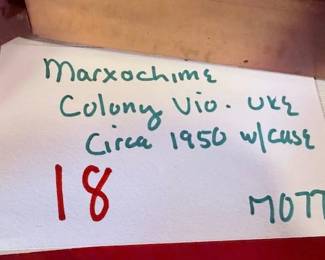 Marxochime
Colony Vio. UKE
Circa 1950 w/case
18
MOTT